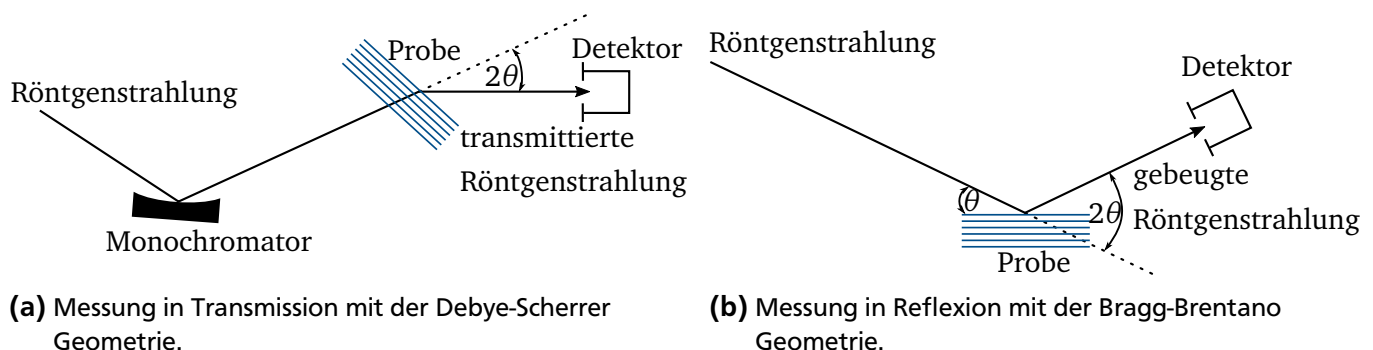 Röntgenstrahlung
Probe
2θ
Detektor
transmittierte
Röntgenstrahlung
Monochromator
(a) Messung in Transmission mit der Debye-Scherrer
Geometrie.
Röntgenstrahlung
Detektor
θ
gebeugte
2θ
Röntgenstrahlung
Probe
(b) Messung in Reflexion mit der Bragg-Brentano
Geometrie.